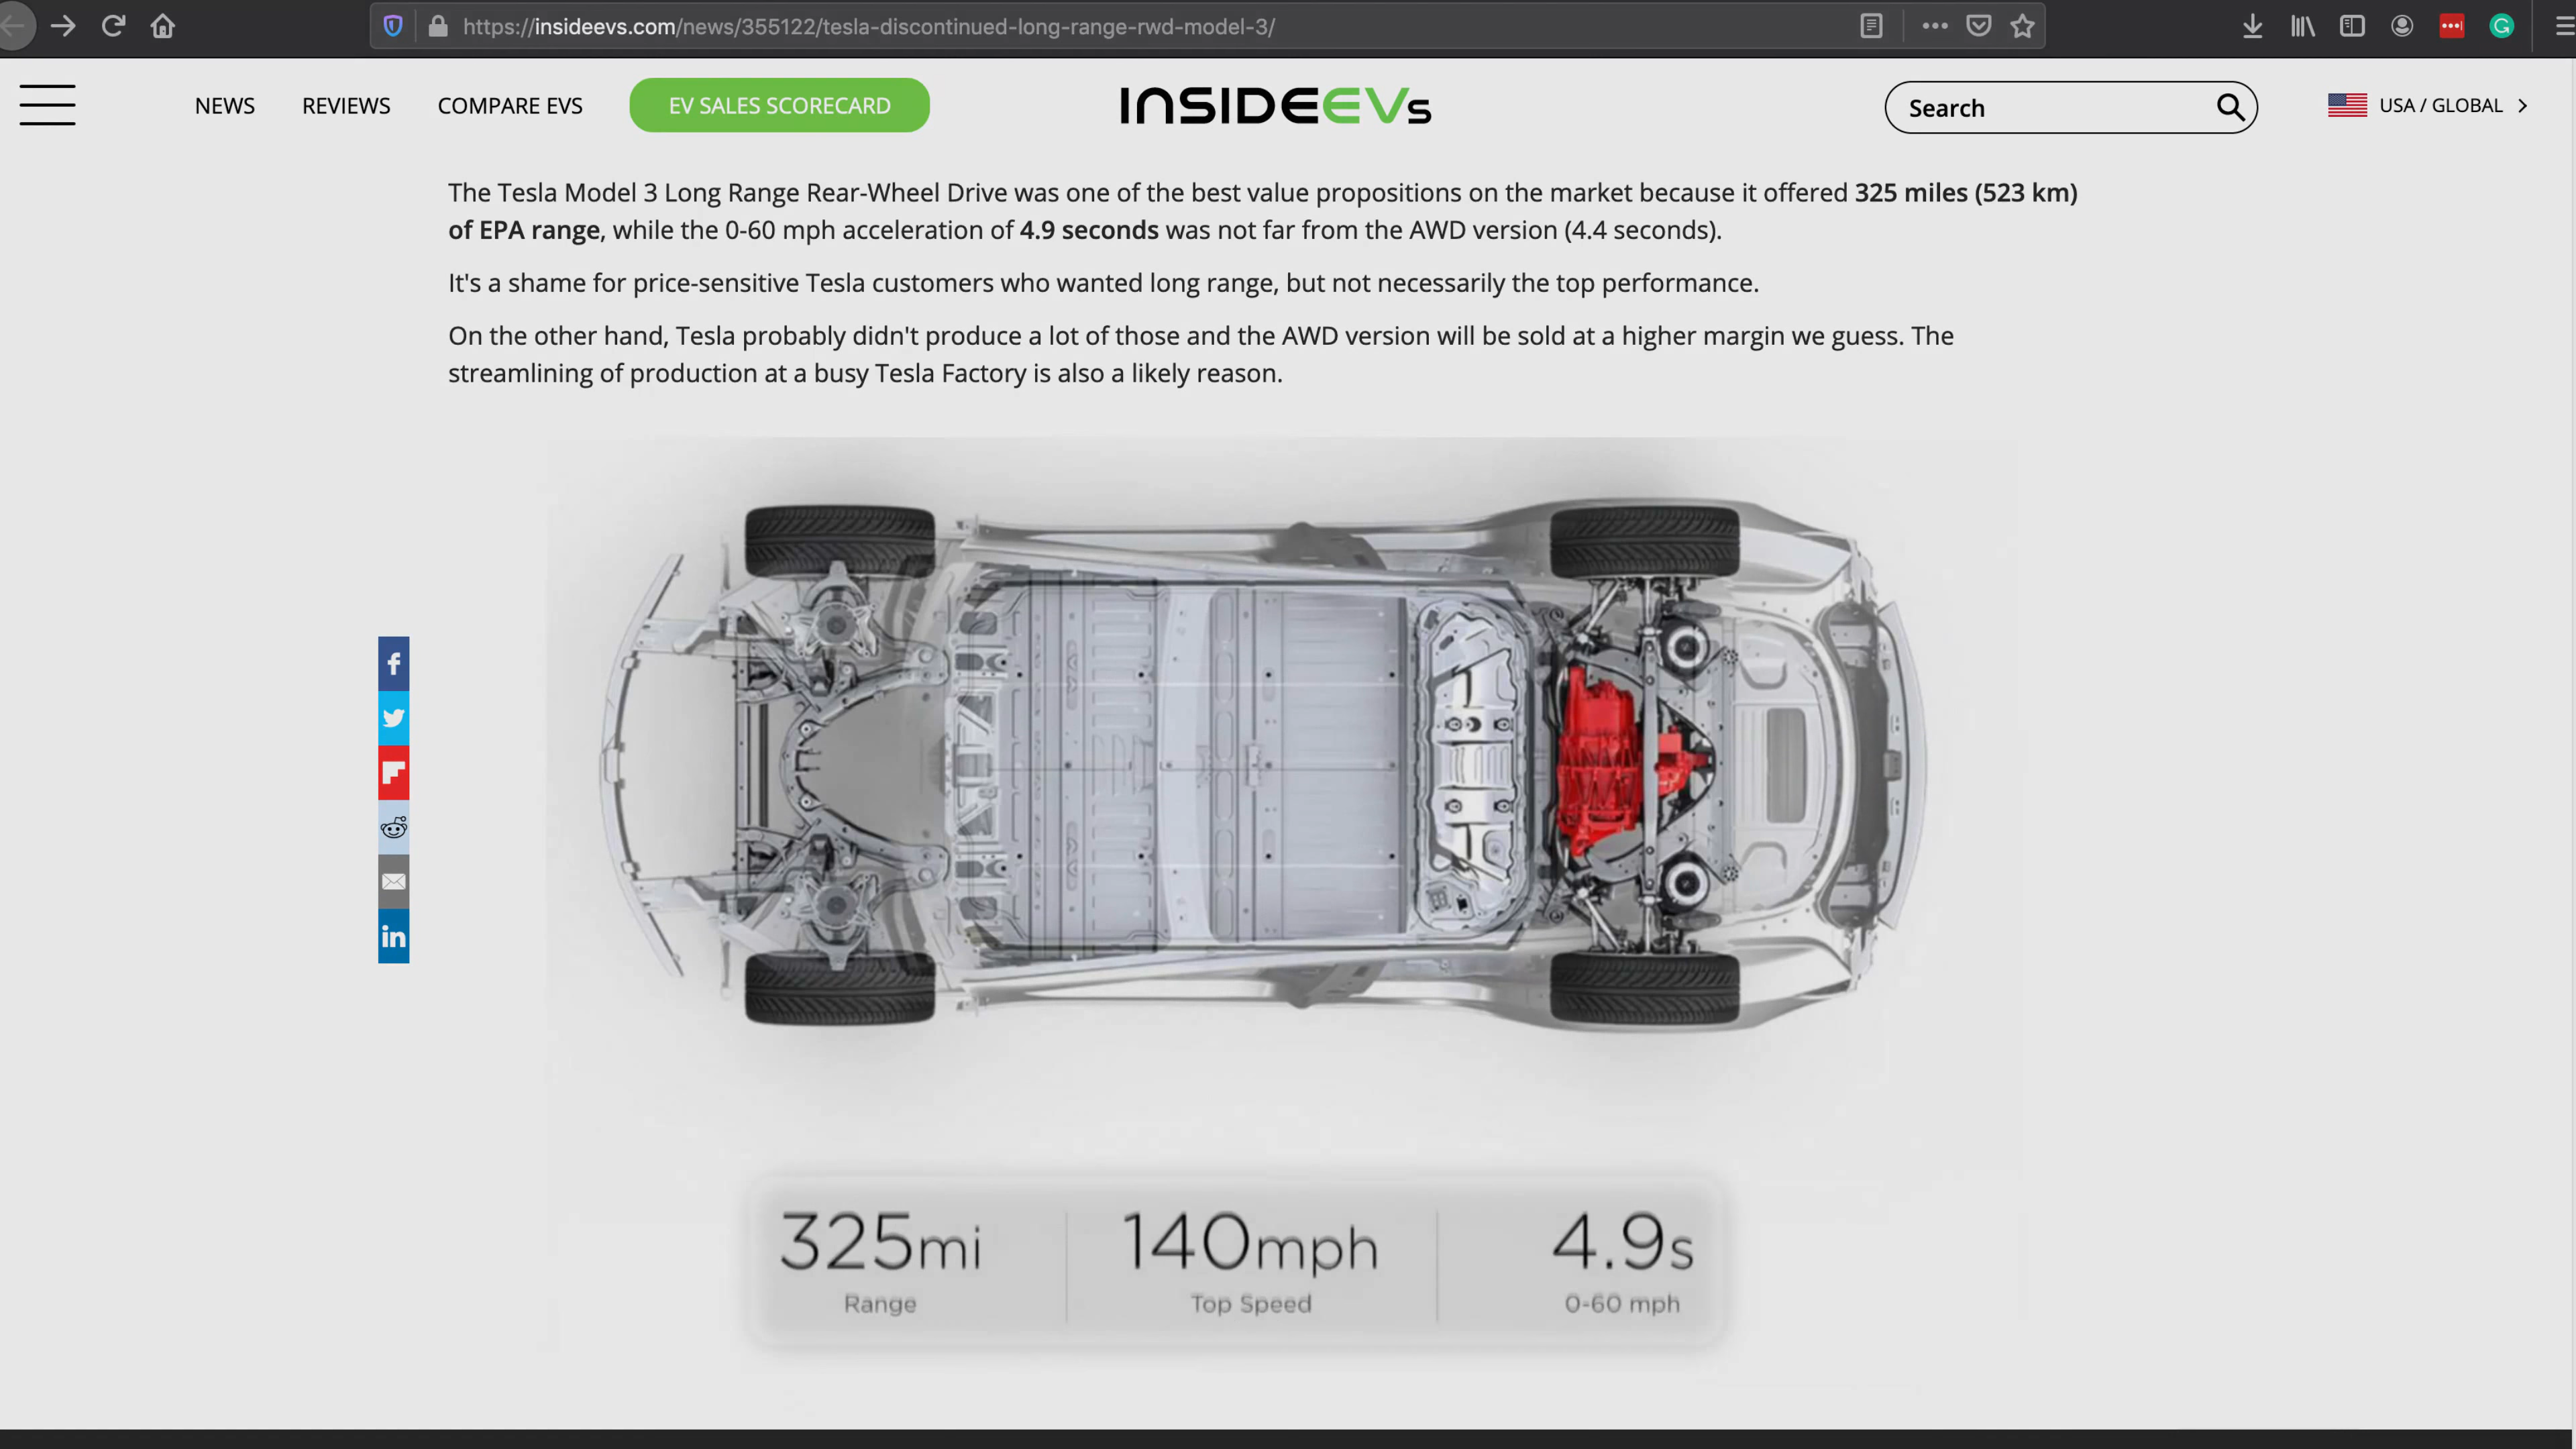 https://insideevs.com/news/355122/tesla-discontinued-long-range-rwd-model-3/
NEWS REVIEWS COMPARE EVS EV SALES SCORECARD INSIDEEVs Search USA / GLOBAL
The Tesla Model 3 Long Range Rear-Wheel Drive was one of the best value propositions on the market because it offered 325 miles (523 km)
of EPA range, while the 0-60 mph acceleration of 4.9 seconds was not far from the AWD version (4.4 seconds).
It's a shame for price-sensitive Tesla customers who wanted long range, but not necessarily the top performance.
On the other hand, Tesla probably didn't produce a lot of those and the AWD version will be sold at a higher margin we guess. The
streamlining of production at a busy Tesla Factory is also a likely reason.
f
in
325mi 140mph 4.9s
Range Top Speed 0-60 mph